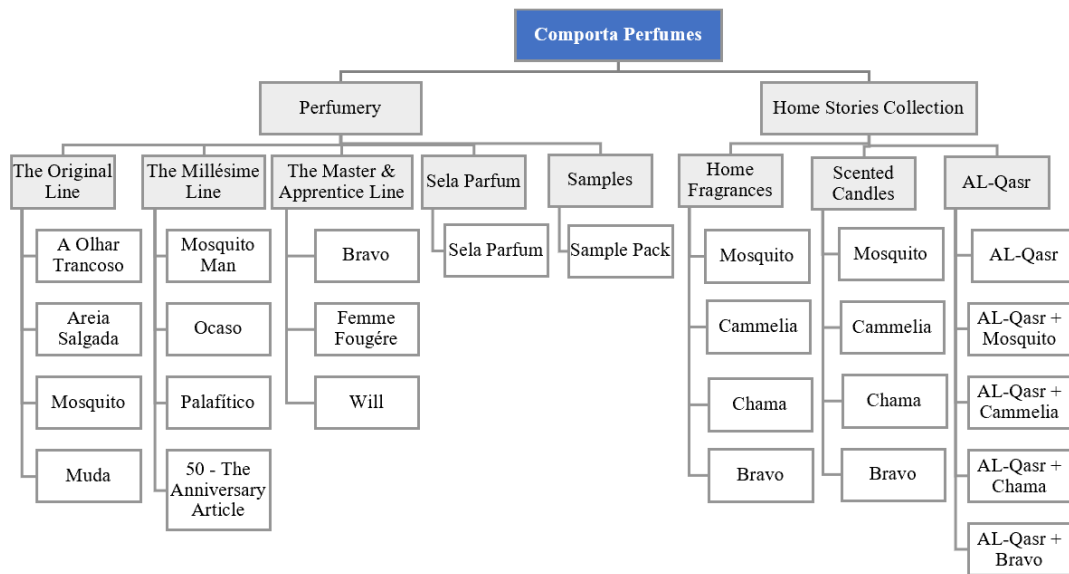 Comporta Perfumes
Perfumery
Home Stories Collection
The Original
Line
The Millésime
Line
The Master &
Apprentice Line
Sela Parfum
Samples
Home
Fragrances
Scented
Candles
AL-Qasr
A Olhar
Trancoso
Areia
Salgada
Mosquito
Muda
Mosquito
Man
Ocaso
Palafítico
50 - The
Anniversary
Article
Bravo
Femme
Fougére
Will
Sela Parfum
Sample Pack
Mosquito
Cammelia
Chama
Bravo
Mosquito
Cammelia
Chama
Bravo
AL-Qasr
AL-Qasr +
Mosquito
AL-Qasr +
Cammelia
AL-Qasr +
Chama
AL-Qasr +
Bravo